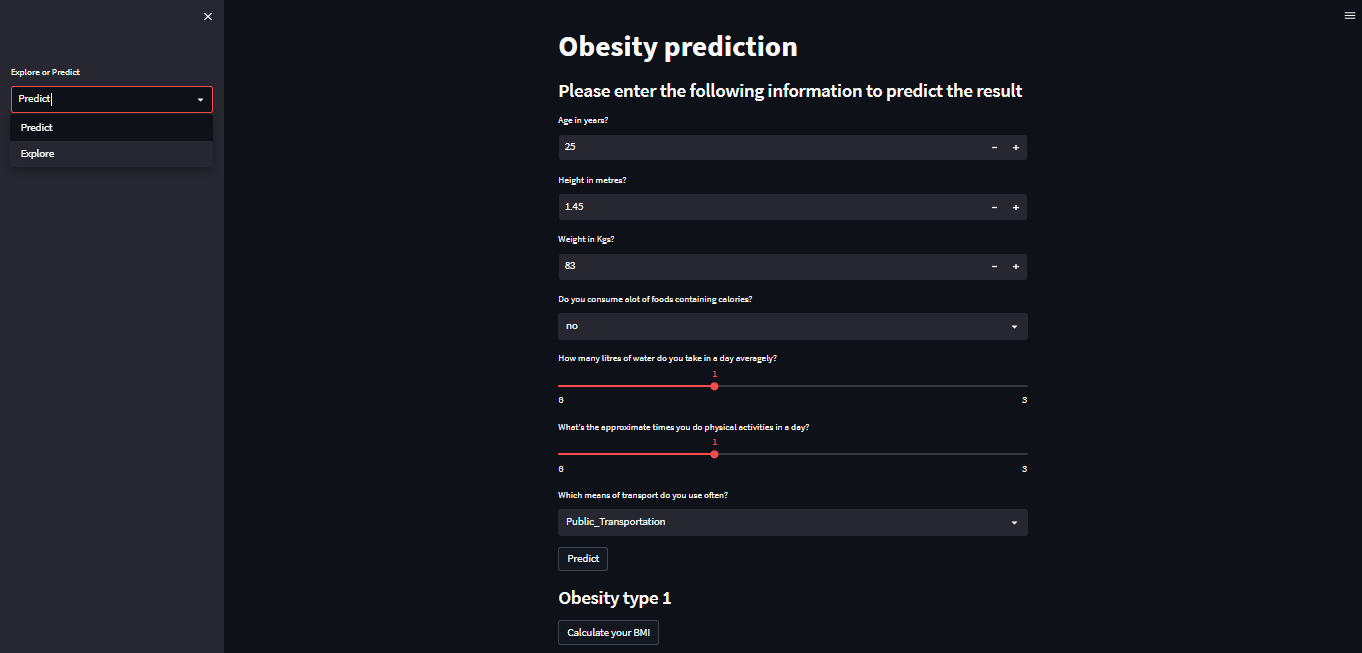 Explore or Predict
Predict
Predict
Explore
Obesity prediction
Please enter the following information to predict the result
Age in years?
25
Height in metres?
1.45
Weight in Kgs?
83
Do you consume alot of foods containing calories?
no
How many litres of water do you take in a day averagely?
1
0 3
What's the approximate times you do physical activities in a day?
1
0 3
Which means of transport do you use often?
Public_Transportation
Predict
Obesity type 1
Calculate your BMI